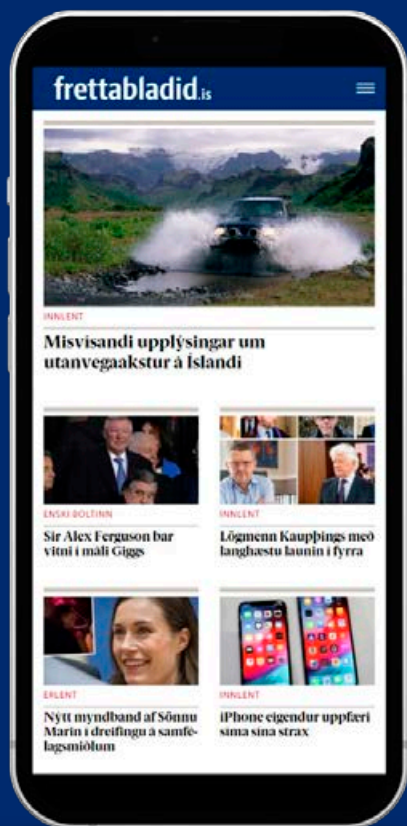 frettabladid.is
INNLENT
Misvísandi upplýsingar um
utanvegaakstur á Íslandi
ENSKI BOLTINN
Sir Alex Ferguson bar
vitni í máli Giggs
INNLENT
Lögmenn Kaupþings með
langhæstu launin í fyrra
ERLENT
Nýtt myndband af Sönnu
Marin í dreifingu á samfé-
lagsmiðlum
INNLENT
iPhone eigendur uppfæri
síma sína strax